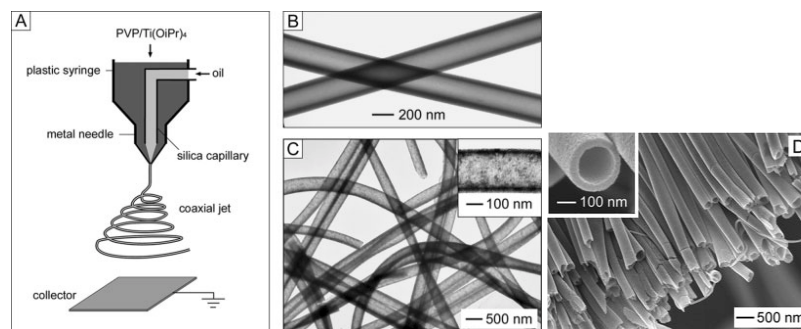 A
PVP/Ti(OiPr)₄
plastic syringe
oil
metal needle
silica capillary
coaxial jet
collector
B
200 nm
C
100 nm
500 nm
D
100 nm
500 nm